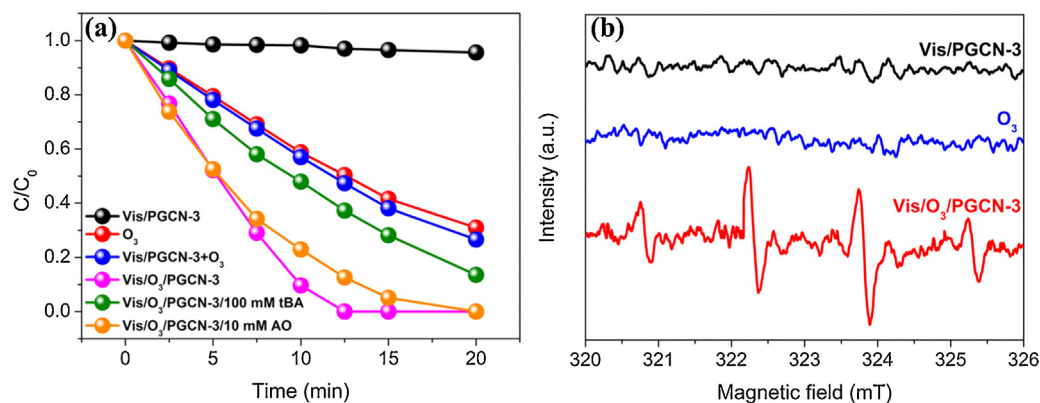 (a)
1.0
0.8
0.6
0.4
0.2
0.0
C/C₀
Vis/PGCN-3
O₃
Vis/PGCN-3+O₃
Vis/O₃/PGCN-3
Vis/O₃/PGCN-3/100 mM tBA
Vis/O₃/PGCN-3/10 mM AO
0 5 10 15 20
Time (min)
(b)
Vis/PGCN-3
O₃
Vis/O₃/PGCN-3
Intensity (a.u.)
320 321 322 323 324 325 326
Magnetic field (mT)